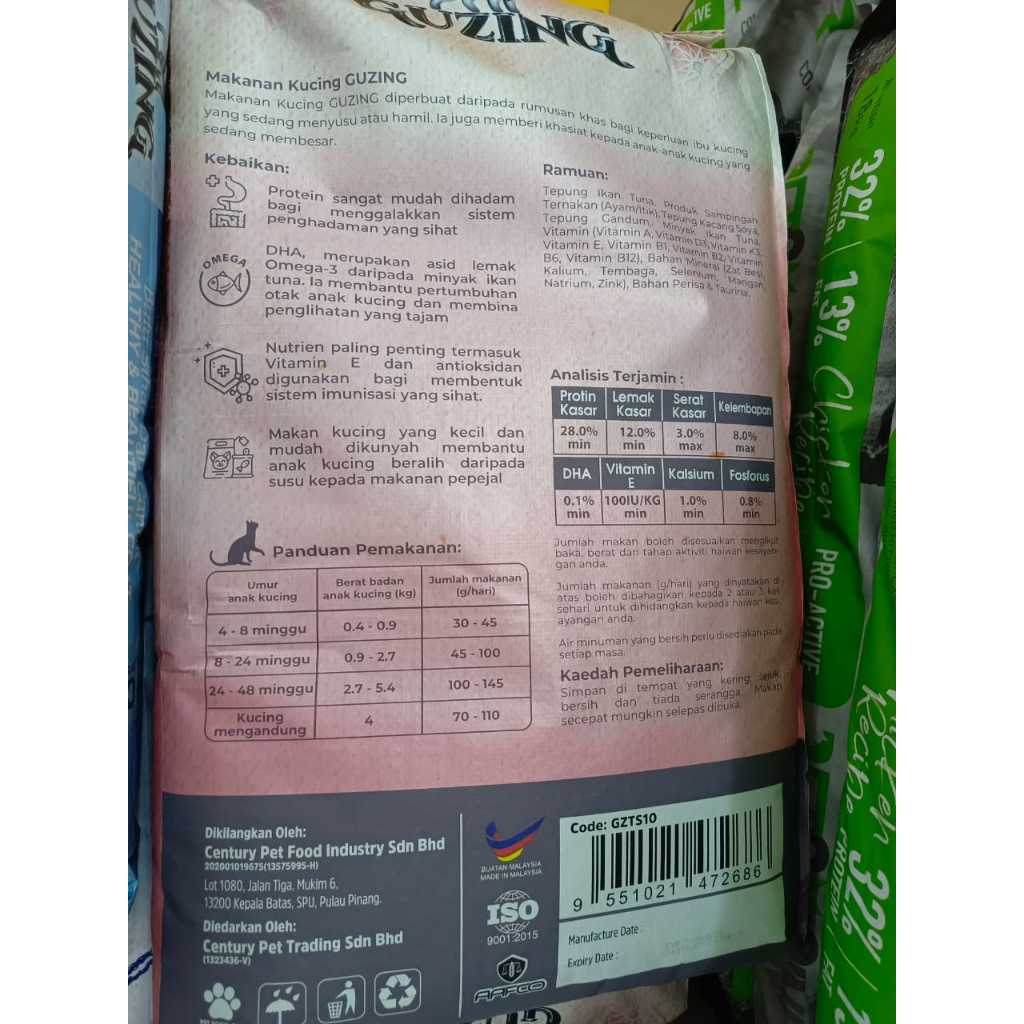 GUZING
Makanan Kucing GUZING
Makanan Kucing GUZING diperbuat daripada rumusan khas bagi keperluan ibu kucing
yang sedang menyusu atau hamil. Ia juga memberi khasiat kepada anak-anak kucing yang
sedang membesar.
Kebaikan:
Protein sangat mudah dihadam
bagi menggalakkan sistem
penghadaman yang sihat
OMEGA
DHA, merupakan asid lemak
Omega-3 daripada minyak ikan
tuna. Ia membantu pertumbuhan
otak anak kucing dan membina
penglihatan yang tajam
Nutrien paling penting termasuk
Vitamin E dan antioksidan
digunakan bagi membentuk
sistem imunisasi yang sihat.
Makan kucing yang kecil dan
mudah dikunyah membantu
anak kucing beralih daripada
susu kepada makanan pepejal
Panduan Pemakanan:
Umur anak kucing Berat badan anak kucing (kg) Jumlah makanan (g/hari)
4 - 8 minggu 0.4 - 0.9 30 - 45
8 - 24 minggu 0.9 - 2.7 45 - 100
24 - 48 minggu 2.7 - 5.4 100 - 145
Kucing mengandung 4 70 - 110
Ramuan:
Tepung Ikan Tuna, Produk Sampingan
Ternakan (Ayam/Itik), Tepung Kacang Soya,
Tepung Gandum, Minyak Ikan Tuna,
Vitamin (Vitamin A, Vitamin D3, Vitamin K3,
Vitamin E, Vitamin B1, Vitamin B2, Vitamin
B6, Vitamin B12), Bahan Mineral (Zat Besi,
Kalium, Tembaga, Selenium, Mangan,
Natrium, Zink), Bahan Perisa & Taurina.
Analisis Terjamin :
Protin Kasar Lemak Kasar Serat Kasar Kelembapan
28.0% min 12.0% min 3.0% max 8.0% max
DHA Vitamin E Kalsium Fosforus
0.1% min 100IU/KG min 1.0% min 0.8% min
Jumlah makan boleh disesuaikan mengikut
baka, berat dan tahap aktiviti haiwan kesayan-
gan anda.
Jumlah makanan (g/hari) yang dinyatakan di
atas boleh dibahagikan kepada 2 atau 3 kali
sehari untuk dihidangkan kepada haiwan kes-
ayangan anda.
Air minuman yang bersih perlu disediakan pada
setiap masa.
Kaedah Pemeliharaan:
Simpan di tempat yang kering, sejuk,
bersih dan tiada serangga. Makan
secepat mungkin selepas dibuka.
Dikilangkan Oleh:
Century Pet Food Industry Sdn Bhd
202001019675(13575995-H)
Lot 1080, Jalan Tiga, Mukim 6,
13200 Kepala Batas, SPU, Pulau Pinang.
Diedarkan Oleh:
Century Pet Trading Sdn Bhd
(1323436-V)
BUATAN MALAYSIA
MADE IN MALAYSIA
ISO
9001:2015
AAFCO
Code: GZTS10
9 551021 472686
Manufacture Date :
Expiry Date :
32% PROTEIN
13% FAT
Chicken
Recipe
PRO-ACTIVE
Recipe
32% PROTEIN
FAT
UZING
HEALTHY &